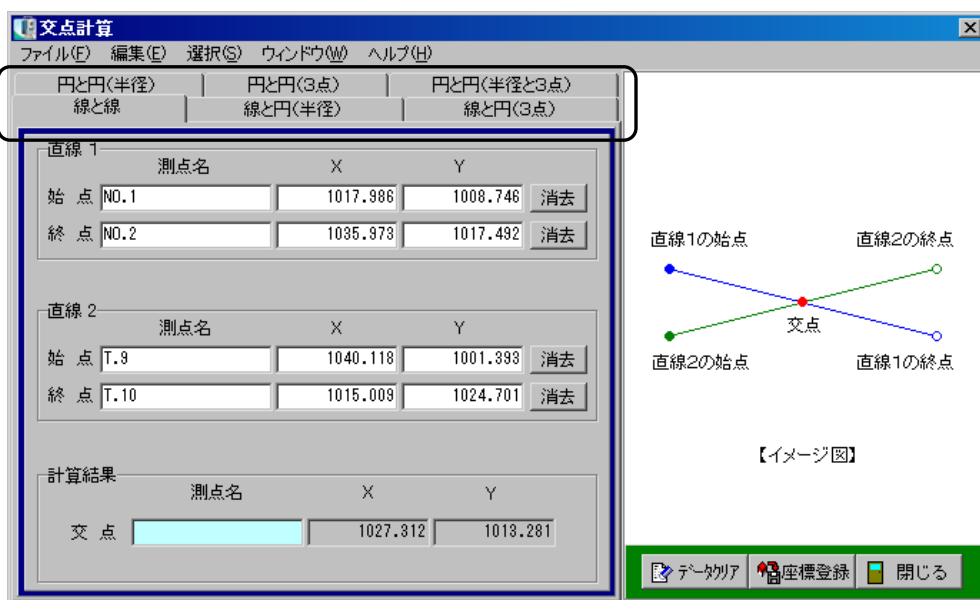 交点計算
ファイル(F) 編集(E) 選択(S) ウィンドウ(W) ヘルプ(H)
円と円(半径) 円と円(3点) 円と円(半径と3点)
線と線 線と円(半径) 線と円(3点)
直線 1
測点名 X Y
始 点 NO.1 1017.986 1008.746 消去
終 点 NO.2 1035.973 1017.492 消去
直線 2
測点名 X Y
始 点 T.9 1040.118 1001.393 消去
終 点 T.10 1015.009 1024.701 消去
計算結果
測点名 X Y
交 点 1027.312 1013.281
直線1の始点 直線2の終点
交点
直線2の始点 直線1の終点
【イメージ図】
データクリア 座標登録 閉じる